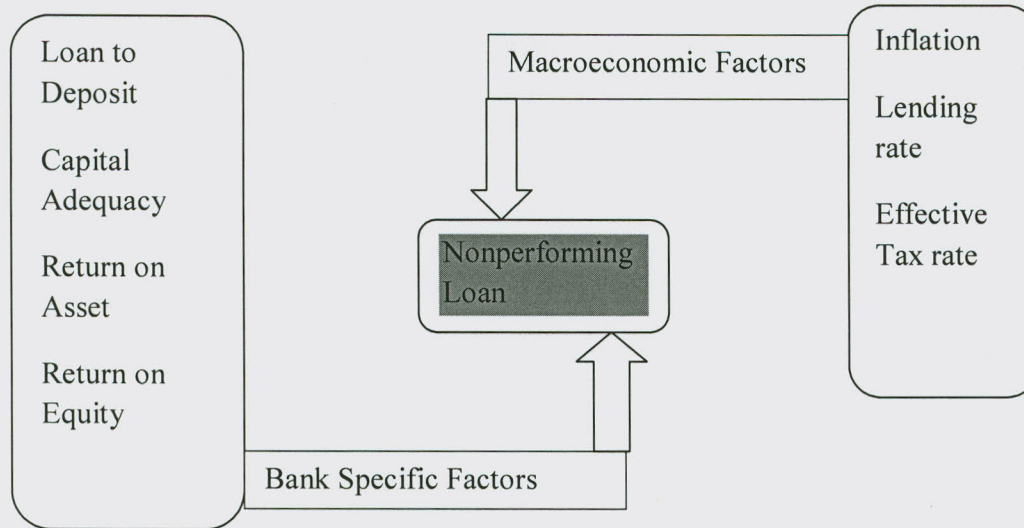 Loan to
Deposit
Capital
Adequacy
Return on
Asset
Return on
Equity
Macroeconomic Factors
Inflation
Lending
rate
Effective
Tax rate
Nonperforming
Loan
Bank Specific Factors